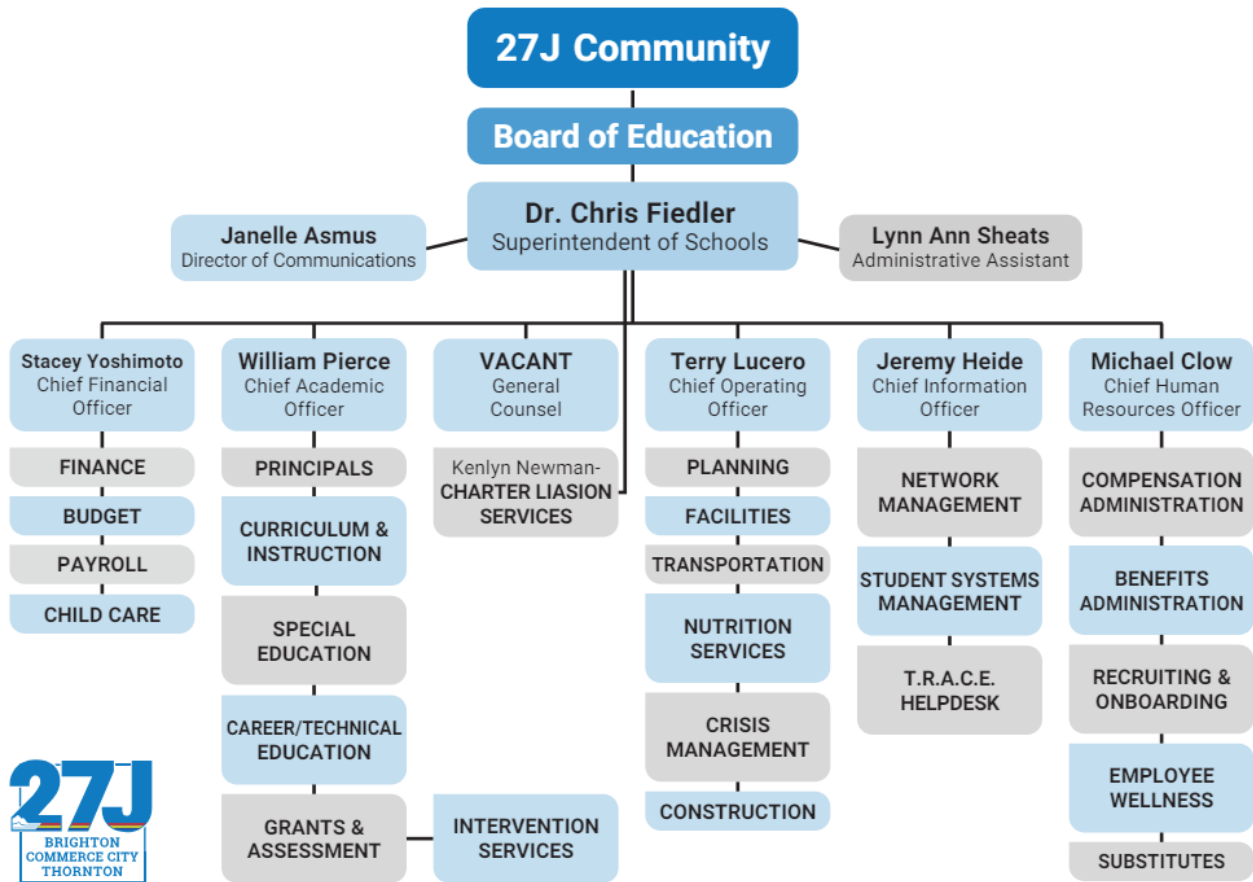 27J Community
Board of Education
Dr. Chris Fiedler
Superintendent of Schools
Janelle Asmus
Director of Communications
Lynn Ann Sheats
Administrative Assistant
Stacey Yoshimoto
Chief Financial
Officer
FINANCE
BUDGET
PAYROLL
CHILD CARE
William Pierce
Chief Academic
Officer
PRINCIPALS
CURRICULUM &
INSTRUCTION
SPECIAL
EDUCATION
CAREER/TECHNICAL
EDUCATION
GRANTS &
ASSESSMENT
INTERVENTION
SERVICES
VACANT
General
Counsel
Kenlyn Newman-
CHARTER LIASION
SERVICES
Terry Lucero
Chief Operating
Officer
PLANNING
FACILITIES
TRANSPORTATION
NUTRITION
SERVICES
CRISIS
MANAGEMENT
CONSTRUCTION
Jeremy Heide
Chief Information
Officer
NETWORK
MANAGEMENT
STUDENT SYSTEMS
MANAGEMENT
T.R.A.C.E.
HELPDESK
Michael Clow
Chief Human
Resources Officer
COMPENSATION
ADMINISTRATION
BENEFITS
ADMINISTRATION
RECRUITING &
ONBOARDING
EMPLOYEE
WELLNESS
SUBSTITUTES
27J
BRIGHTON
COMMERCE CITY
THORNTON